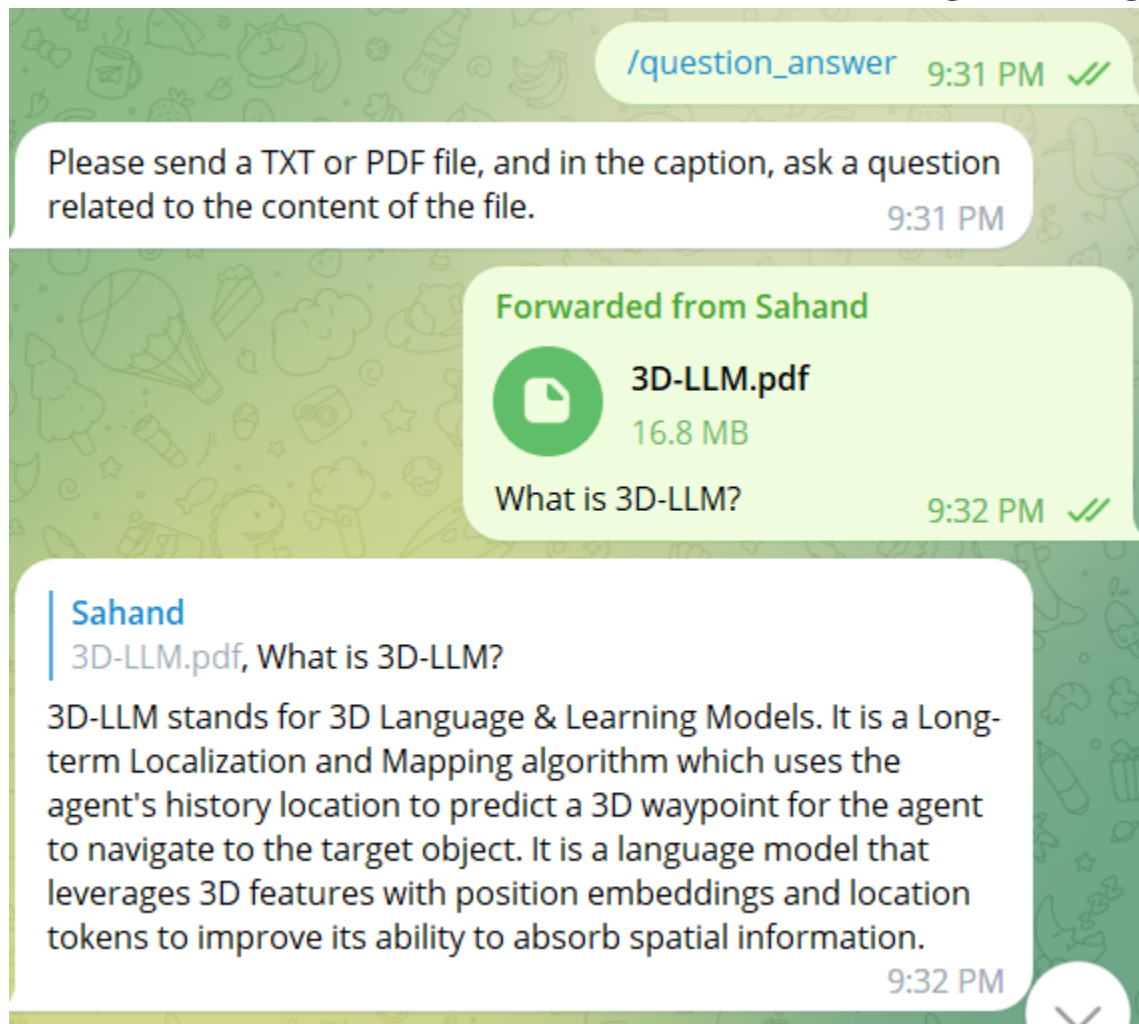 /question_answer 9:31 PM
Please send a TXT or PDF file, and in the caption, ask a question
related to the content of the file.
9:31 PM
Forwarded from Sahand
3D-LLM.pdf
16.8 MB
What is 3D-LLM?
9:32 PM
Sahand
3D-LLM.pdf, What is 3D-LLM?
3D-LLM stands for 3D Language & Learning Models. It is a Long-
term Localization and Mapping algorithm which uses the
agent's history location to predict a 3D waypoint for the agent
to navigate to the target object. It is a language model that
leverages 3D features with position embeddings and location
tokens to improve its ability to absorb spatial information.
9:32 PM